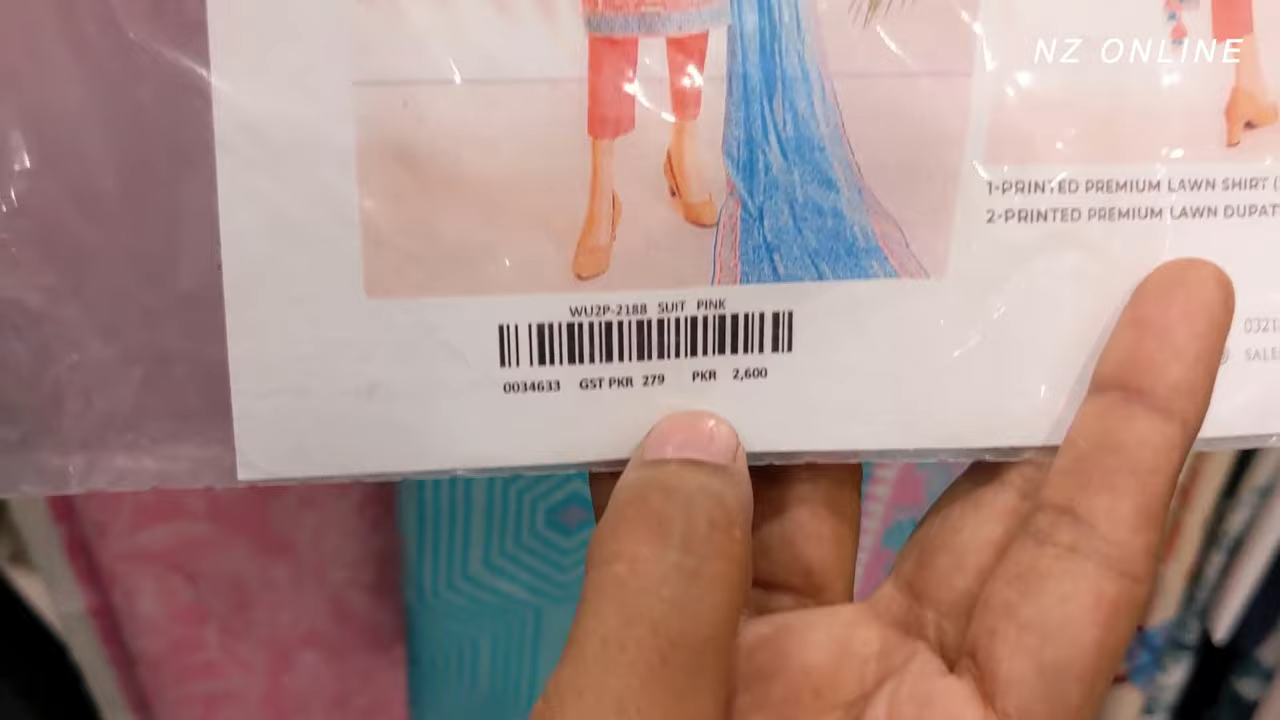 NZ ONLINE
1-PRINTED PREMIUM LAWN SHIRT
2-PRINTED PREMIUM LAWN
WU2P-2188 SUIT PINK
0034633 GST PKR 279 PKR 2,600